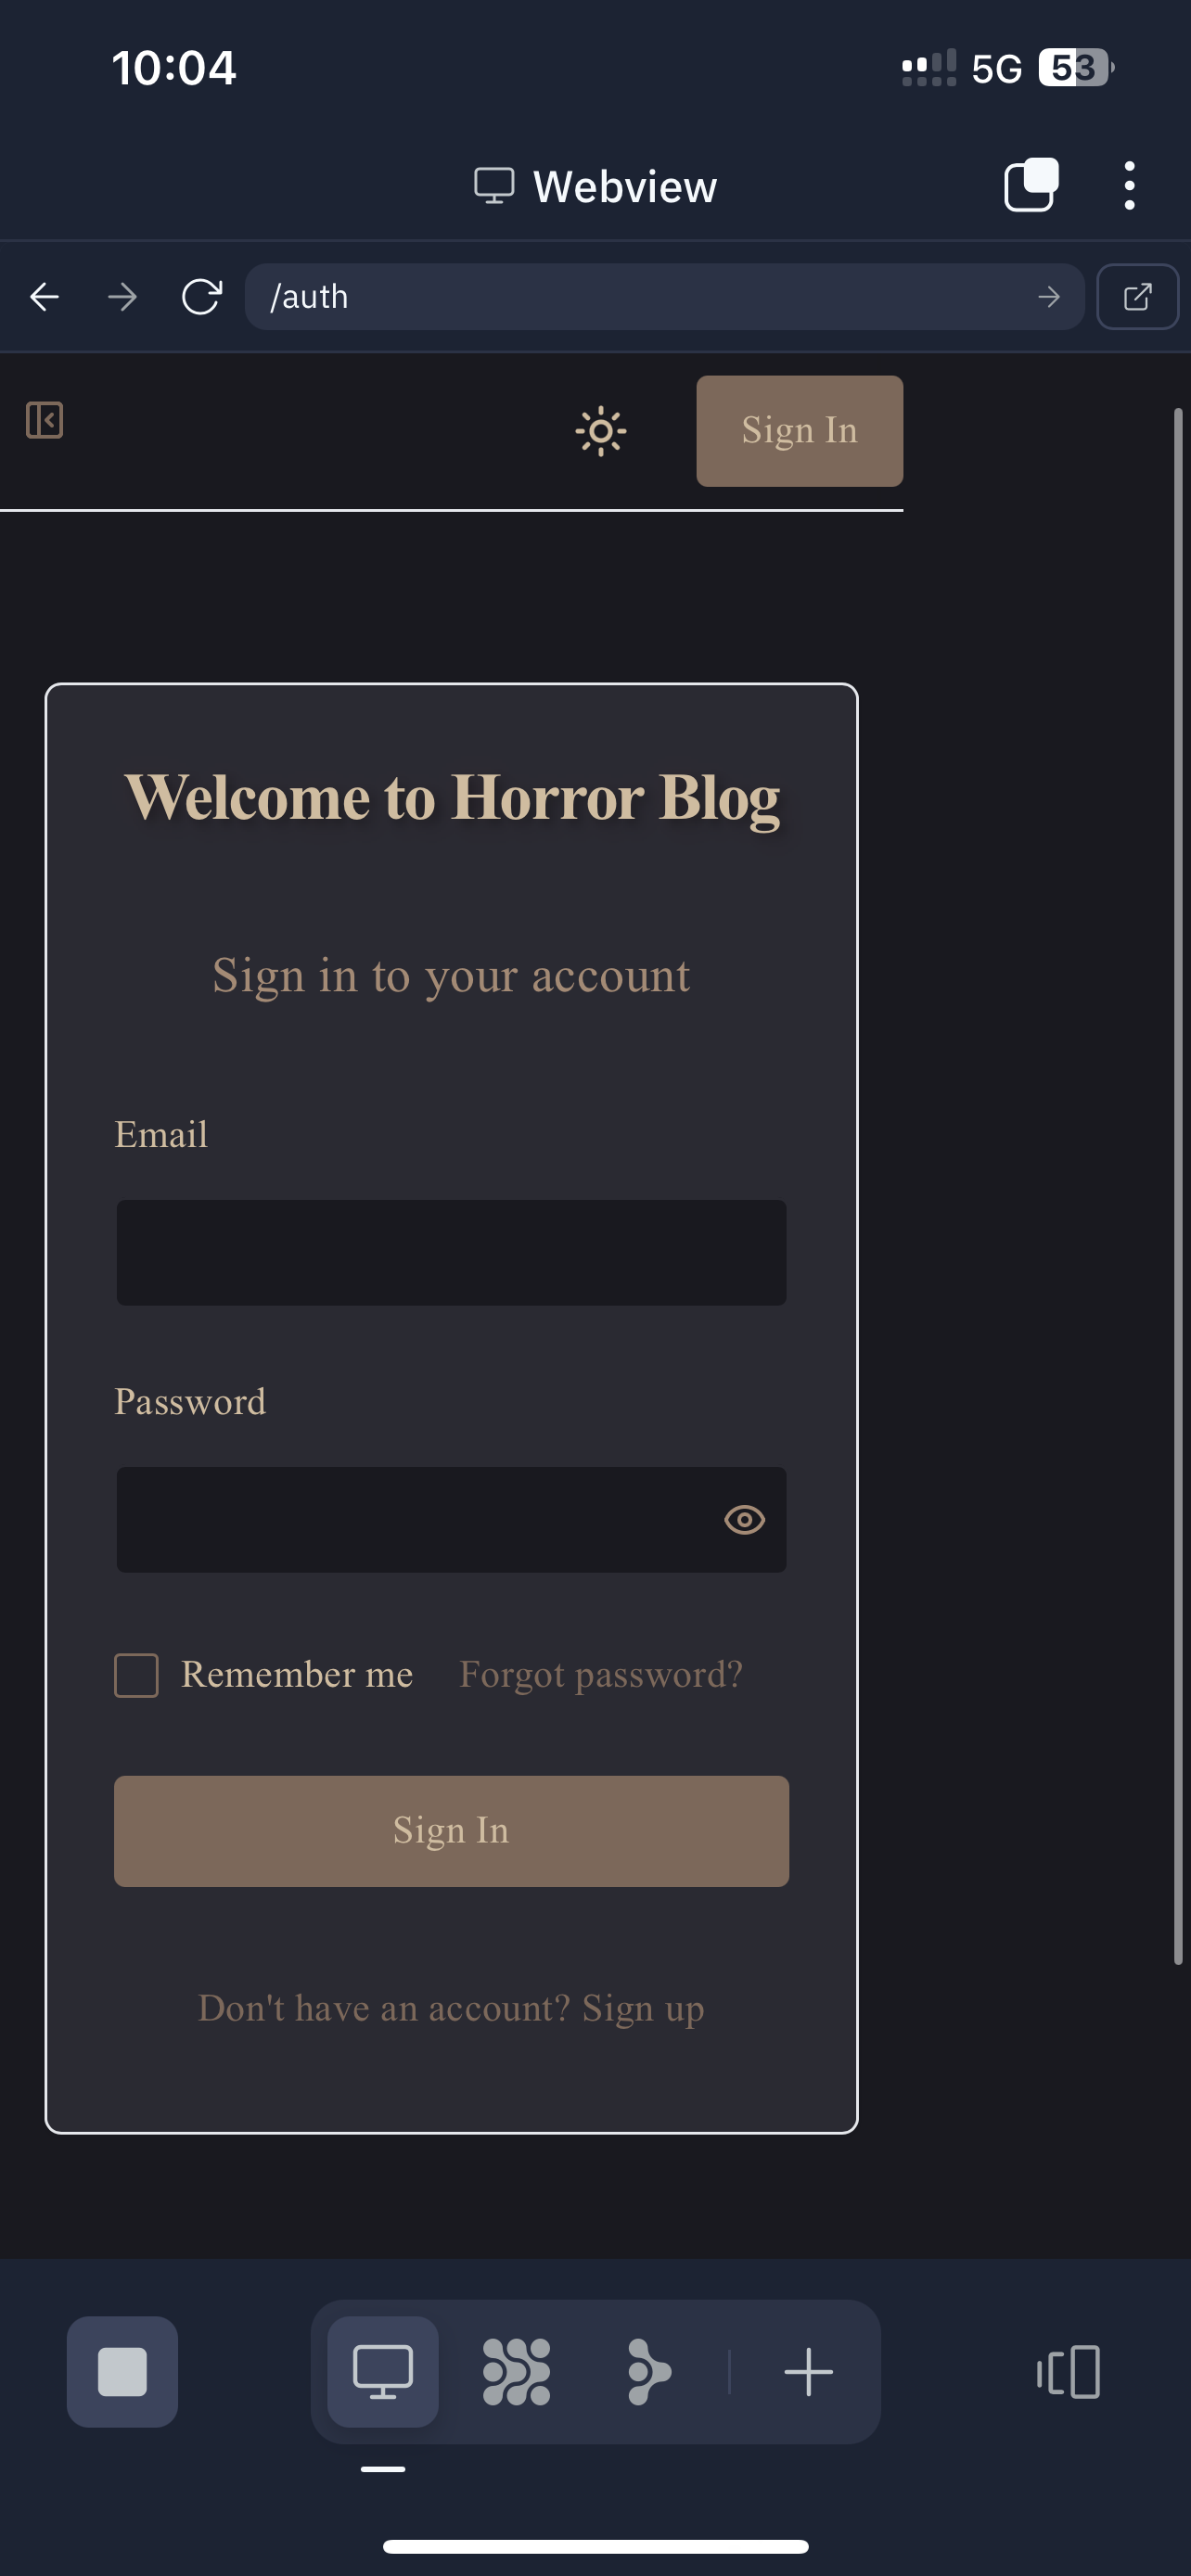 10:04
5G
53
Webview
/auth
Sign In
Welcome to Horror Blog
Sign in to your account
Email
Password
Remember me
Forgot password?
Sign In
Don't have an account? Sign up